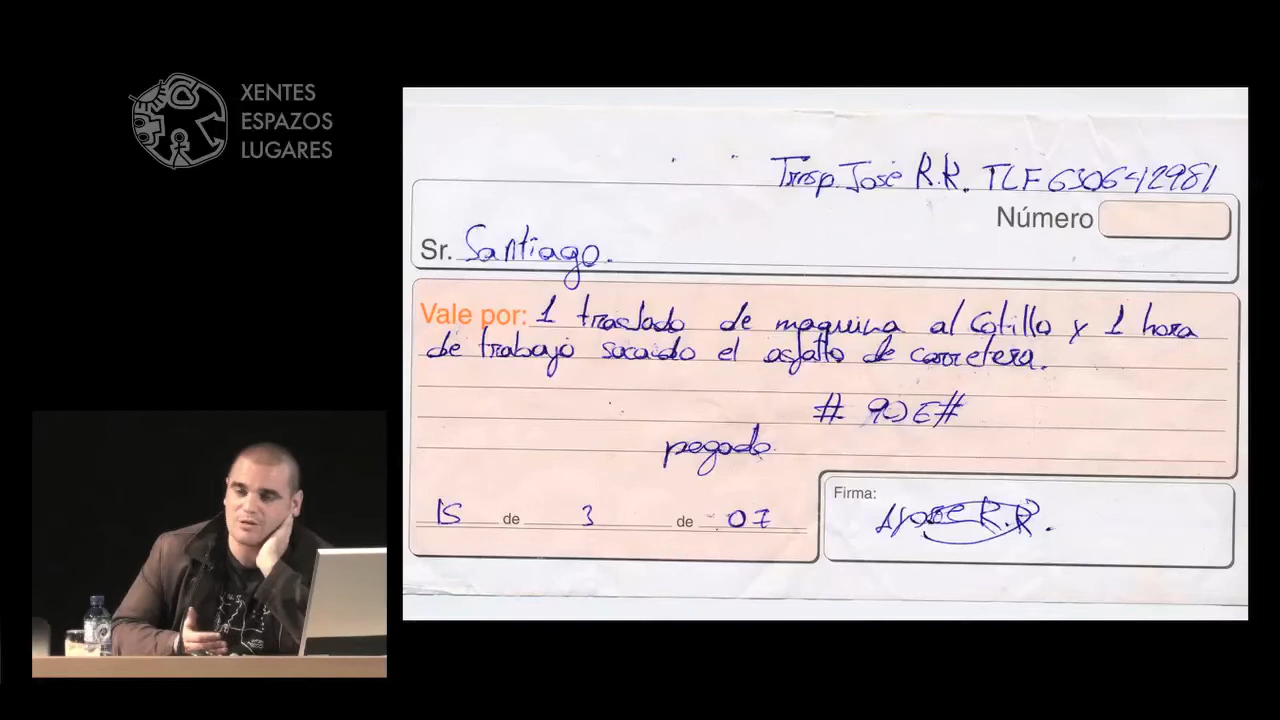 XENTES
ESPAZOS
LUGARES
Trnsp. José R.R. TLF 630642981
Número
Sr. Santiago.
Vale por: 1 traslado de maquina al Cotillo y 1 hora
de trabajo sacando el asfalto de carretera.
# 90 E #
pagado
15 de 3 de 07
Firma:
José R.R.